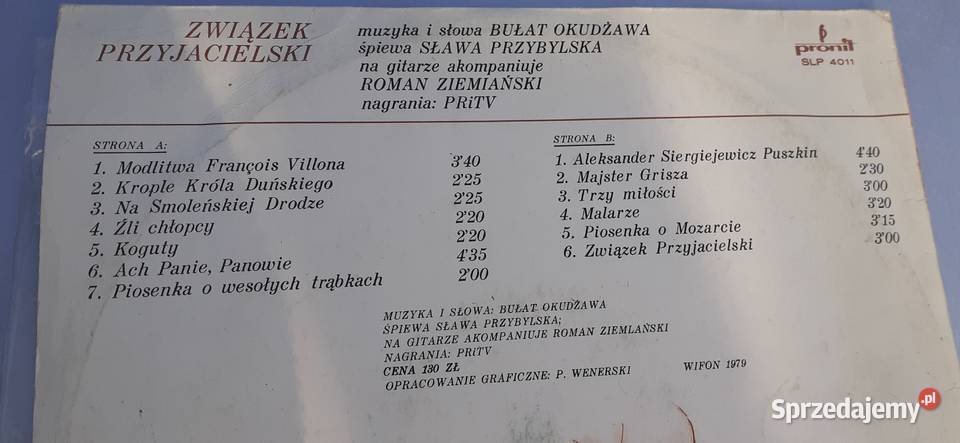 ZWIĄZEK
PRZYJACIELSKI
muzyka i słowa BUŁAT OKUDŻAWA
śpiewa SŁAWA PRZYBYLSKA
na gitarze akompaniuje
ROMAN ZIEMIAŃSKI
nagrania: PRiTV
pronit
SLP 4011
STRONA A:
1. Modlitwa François Villona 3'40
2. Krople Króla Duńskiego 2'25
3. Na Smoleńskiej Drodze 2'25
4. Źli chłopcy 2'20
5. Koguty 2'20
6. Ach Panie, Panowie 4'35
7. Piosenka o wesołych trąbkach 2'00
STRONA B:
1. Aleksander Siergiejewicz Puszkin 4'40
2. Majster Grisza 2'30
3. Trzy miłości 3'00
4. Malarze 3'20
5. Piosenka o Mozarcie 3'15
6. Związek Przyjacielski 3'00
MUZYKA I SŁOWA: BUŁAT OKUDŻAWA
ŚPIEWA SŁAWA PRZYBYLSKA;
NA GITARZE AKOMPANIUJE ROMAN ZIEMLAŃSKI
NAGRANIA: PRiTV
CENA 130 ZŁ
OPRACOWANIE GRAFICZNE: P. WENERSKI WIFON 1979
Sprzedajemy.pl